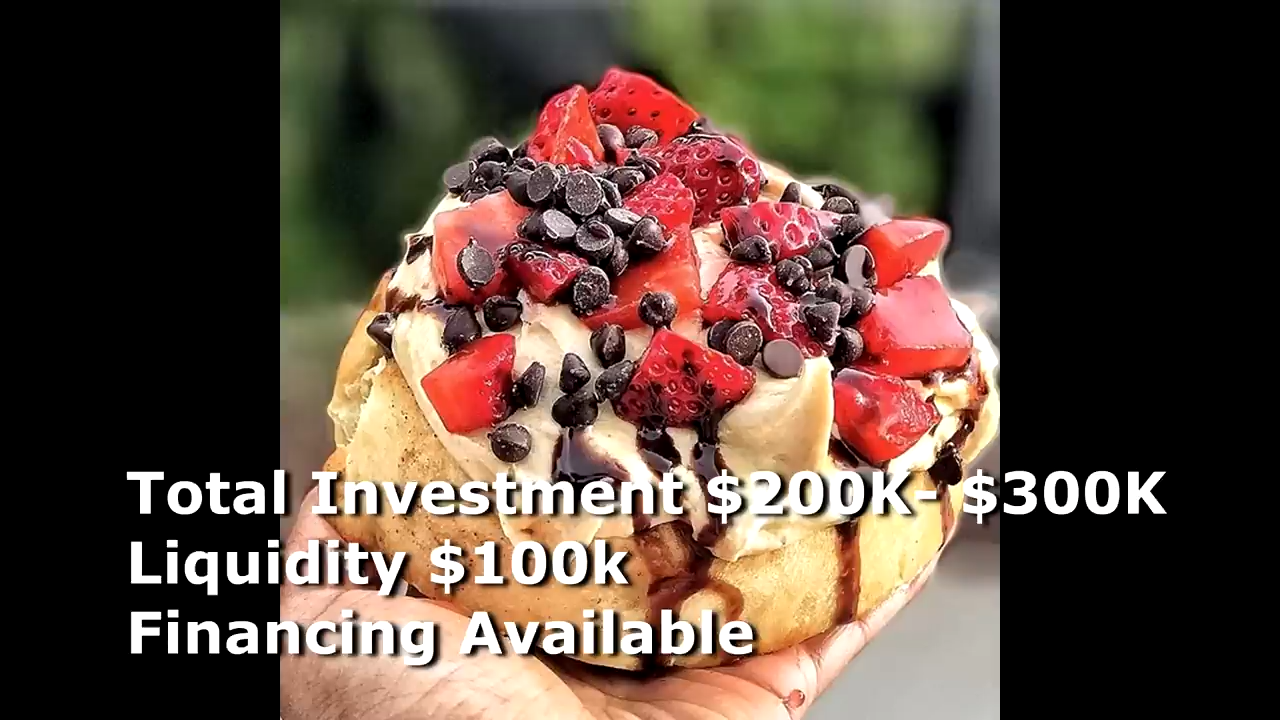 Total Investment $200K- $300K
Liquidity $100k
Financing Available